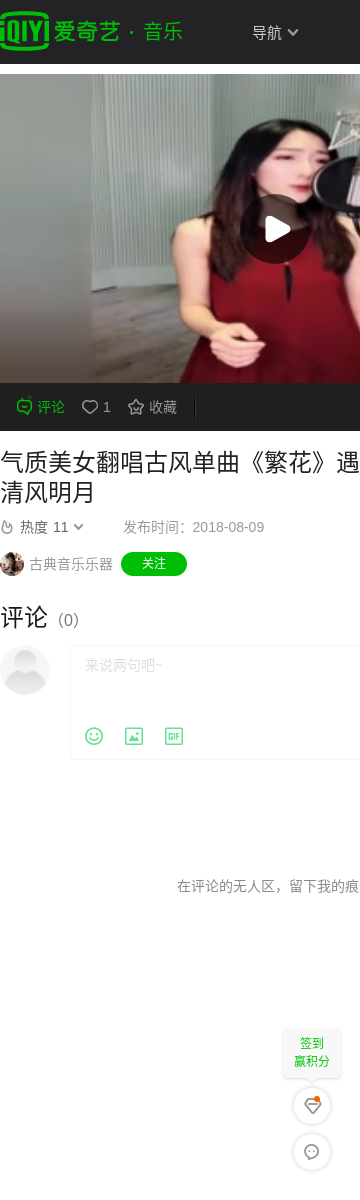 QIYI 爱奇艺 · 音乐
导航
评论 1 收藏
气质美女翻唱古风单曲《繁花》遇
清风明月
热度 11 发布时间：2018-08-09
古典音乐乐器 关注
评论（0）
来说两句吧~
GIF
在评论的无人区，留下我的痕
签到
赢积分